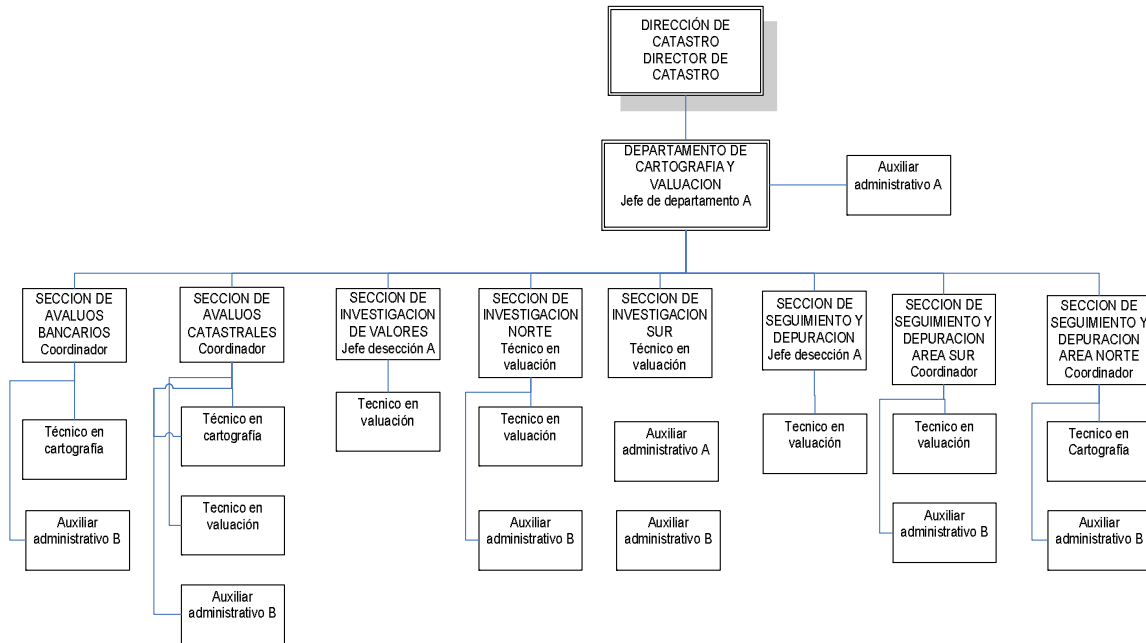 DIRECCIÓN DE
CATASTRO
DIRECTOR DE
CATASTRO
DEPARTAMENTO DE
CARTOGRAFIA Y
VALUACION
Jefe de departamento A
Auxiliar
administrativo A
SECCION DE
AVALUOS
BANCARIOS
Coordinador
SECCION DE
AVALUOS
CATASTRALES
Coordinador
SECCION DE
INVESTIGACION
DE VALORES
Jefe desección A
SECCION DE
INVESTIGACION
NORTE
Técnico en
valuación
SECCION DE
INVESTIGACION
SUR
Técnico en
valuación
SECCION DE
SEGUIMIENTO Y
DEPURACION
Jefe desección A
SECCION DE
SEGUIMIENTO Y
DEPURACION
AREA SUR
Coordinador
SECCION DE
SEGUIMIENTO Y
DEPURACION
AREA NORTE
Coordinador
Técnico en
cartografía
Técnico en
cartografía
Tecnico en
valuación
Tecnico en
valuación
Auxiliar
administrativo A
Tecnico en
valuación
Tecnico en
valuación
Tecnico en
Cartografía
Auxiliar
administrativo B
Tecnico en
valuación
Auxiliar
administrativo B
Auxiliar
administrativo B
Auxiliar
administrativo B
Auxiliar
administrativo B
Auxiliar
administrativo B